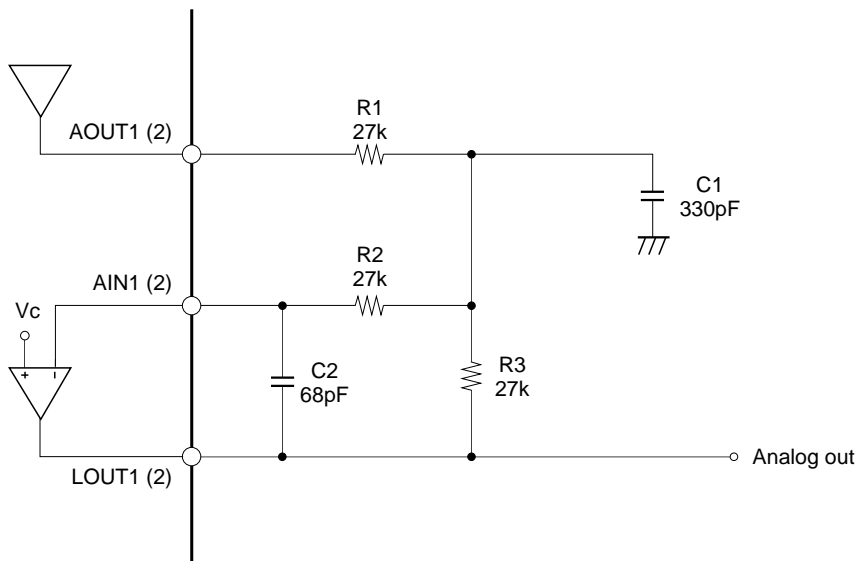 R1
27k
AOUT1 (2)
C1
330pF
R2
27k
AIN1 (2)
Vc
+
–
R3
27k
C2
68pF
LOUT1 (2)
Analog out